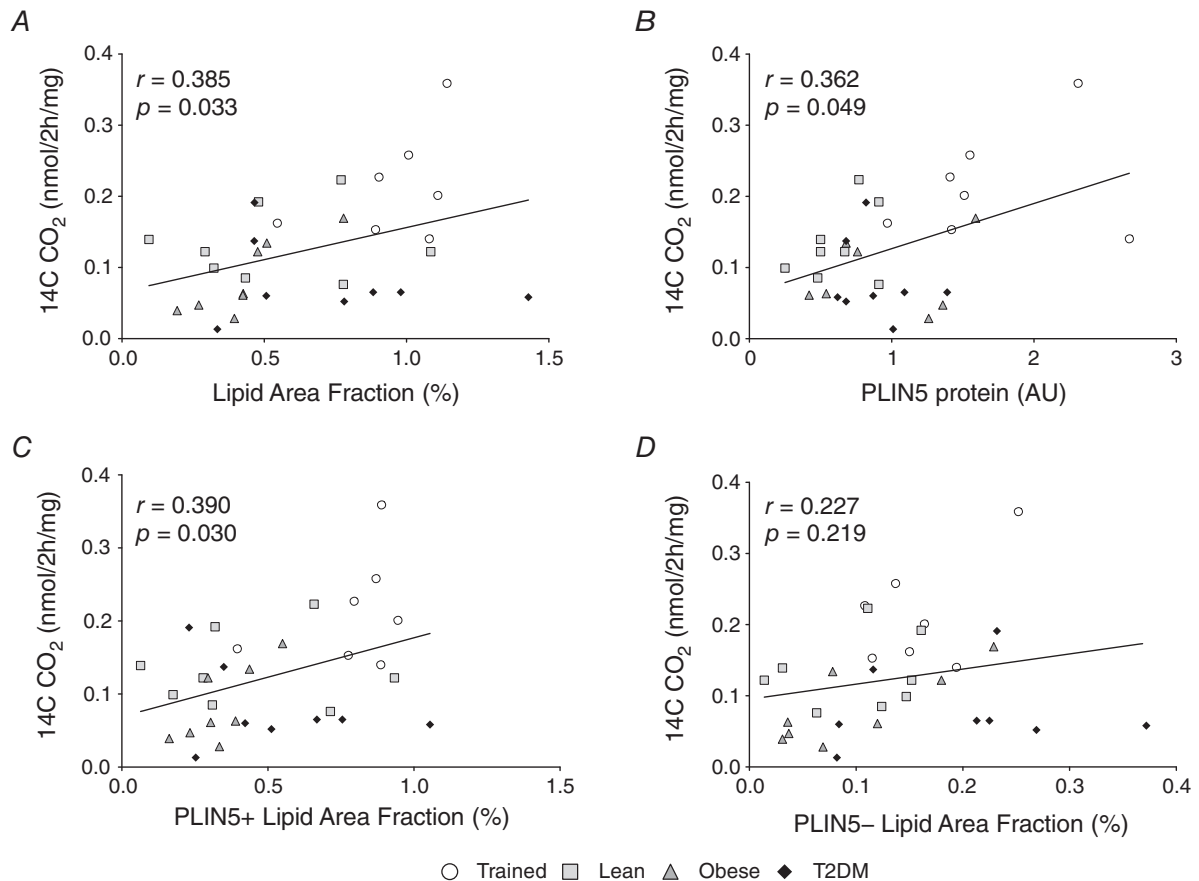 A
14C CO2 (nmol/2h/mg)
0.4
0.3
0.2
0.1
0.0
r = 0.385
p = 0.033
0.0 0.5 1.0 1.5
Lipid Area Fraction (%)
B
14C CO2 (nmol/2h/mg)
0.4
0.3
0.2
0.1
0.0
r = 0.362
p = 0.049
0 1 2 3
PLIN5 protein (AU)
C
14C CO2 (nmol/2h/mg)
0.4
0.3
0.2
0.1
0.0
r = 0.390
p = 0.030
0.0 0.5 1.0 1.5
PLIN5+ Lipid Area Fraction (%)
D
14C CO2 (nmol/2h/mg)
0.4
0.3
0.2
0.1
0.0
r = 0.227
p = 0.219
0.0 0.1 0.2 0.3 0.4
PLIN5– Lipid Area Fraction (%)
Trained Lean Obese T2DM